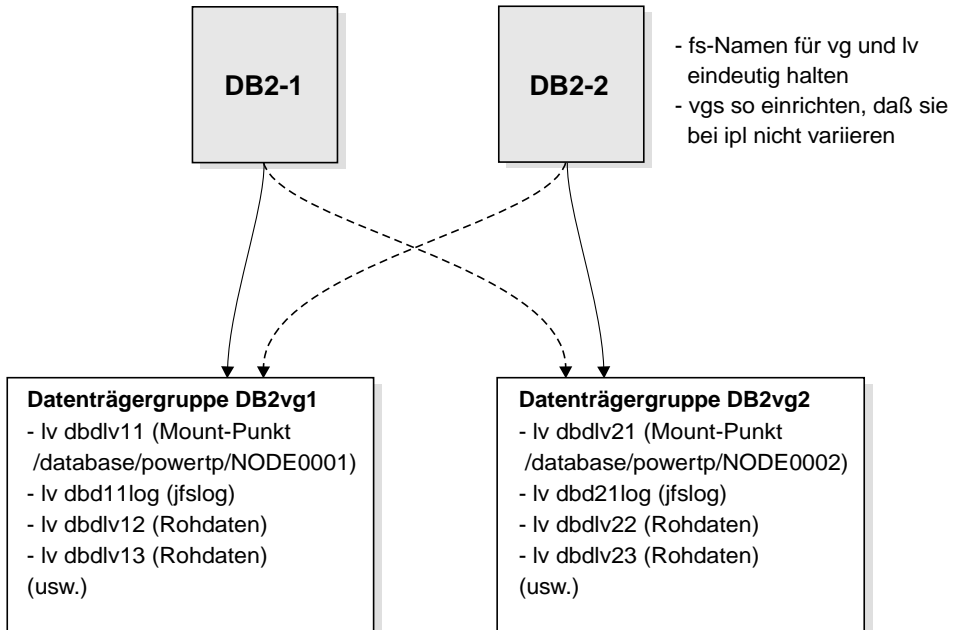 DB2-1
DB2-2
- fs-Namen für vg und lv
eindeutig halten
- vgs so einrichten, daß sie
bei ipl nicht variieren
Datenträgergruppe DB2vg1
- lv dbdlv11 (Mount-Punkt
/database/powertp/NODE0001)
- lv dbd11log (jfslog)
- lv dbdlv12 (Rohdaten)
- lv dbdlv13 (Rohdaten)
(usw.)
Datenträgergruppe DB2vg2
- lv dbdlv21 (Mount-Punkt
/database/powertp/NODE0002)
- lv dbd21log (jfslog)
- lv dbdlv22 (Rohdaten)
- lv dbdlv23 (Rohdaten)
(usw.)